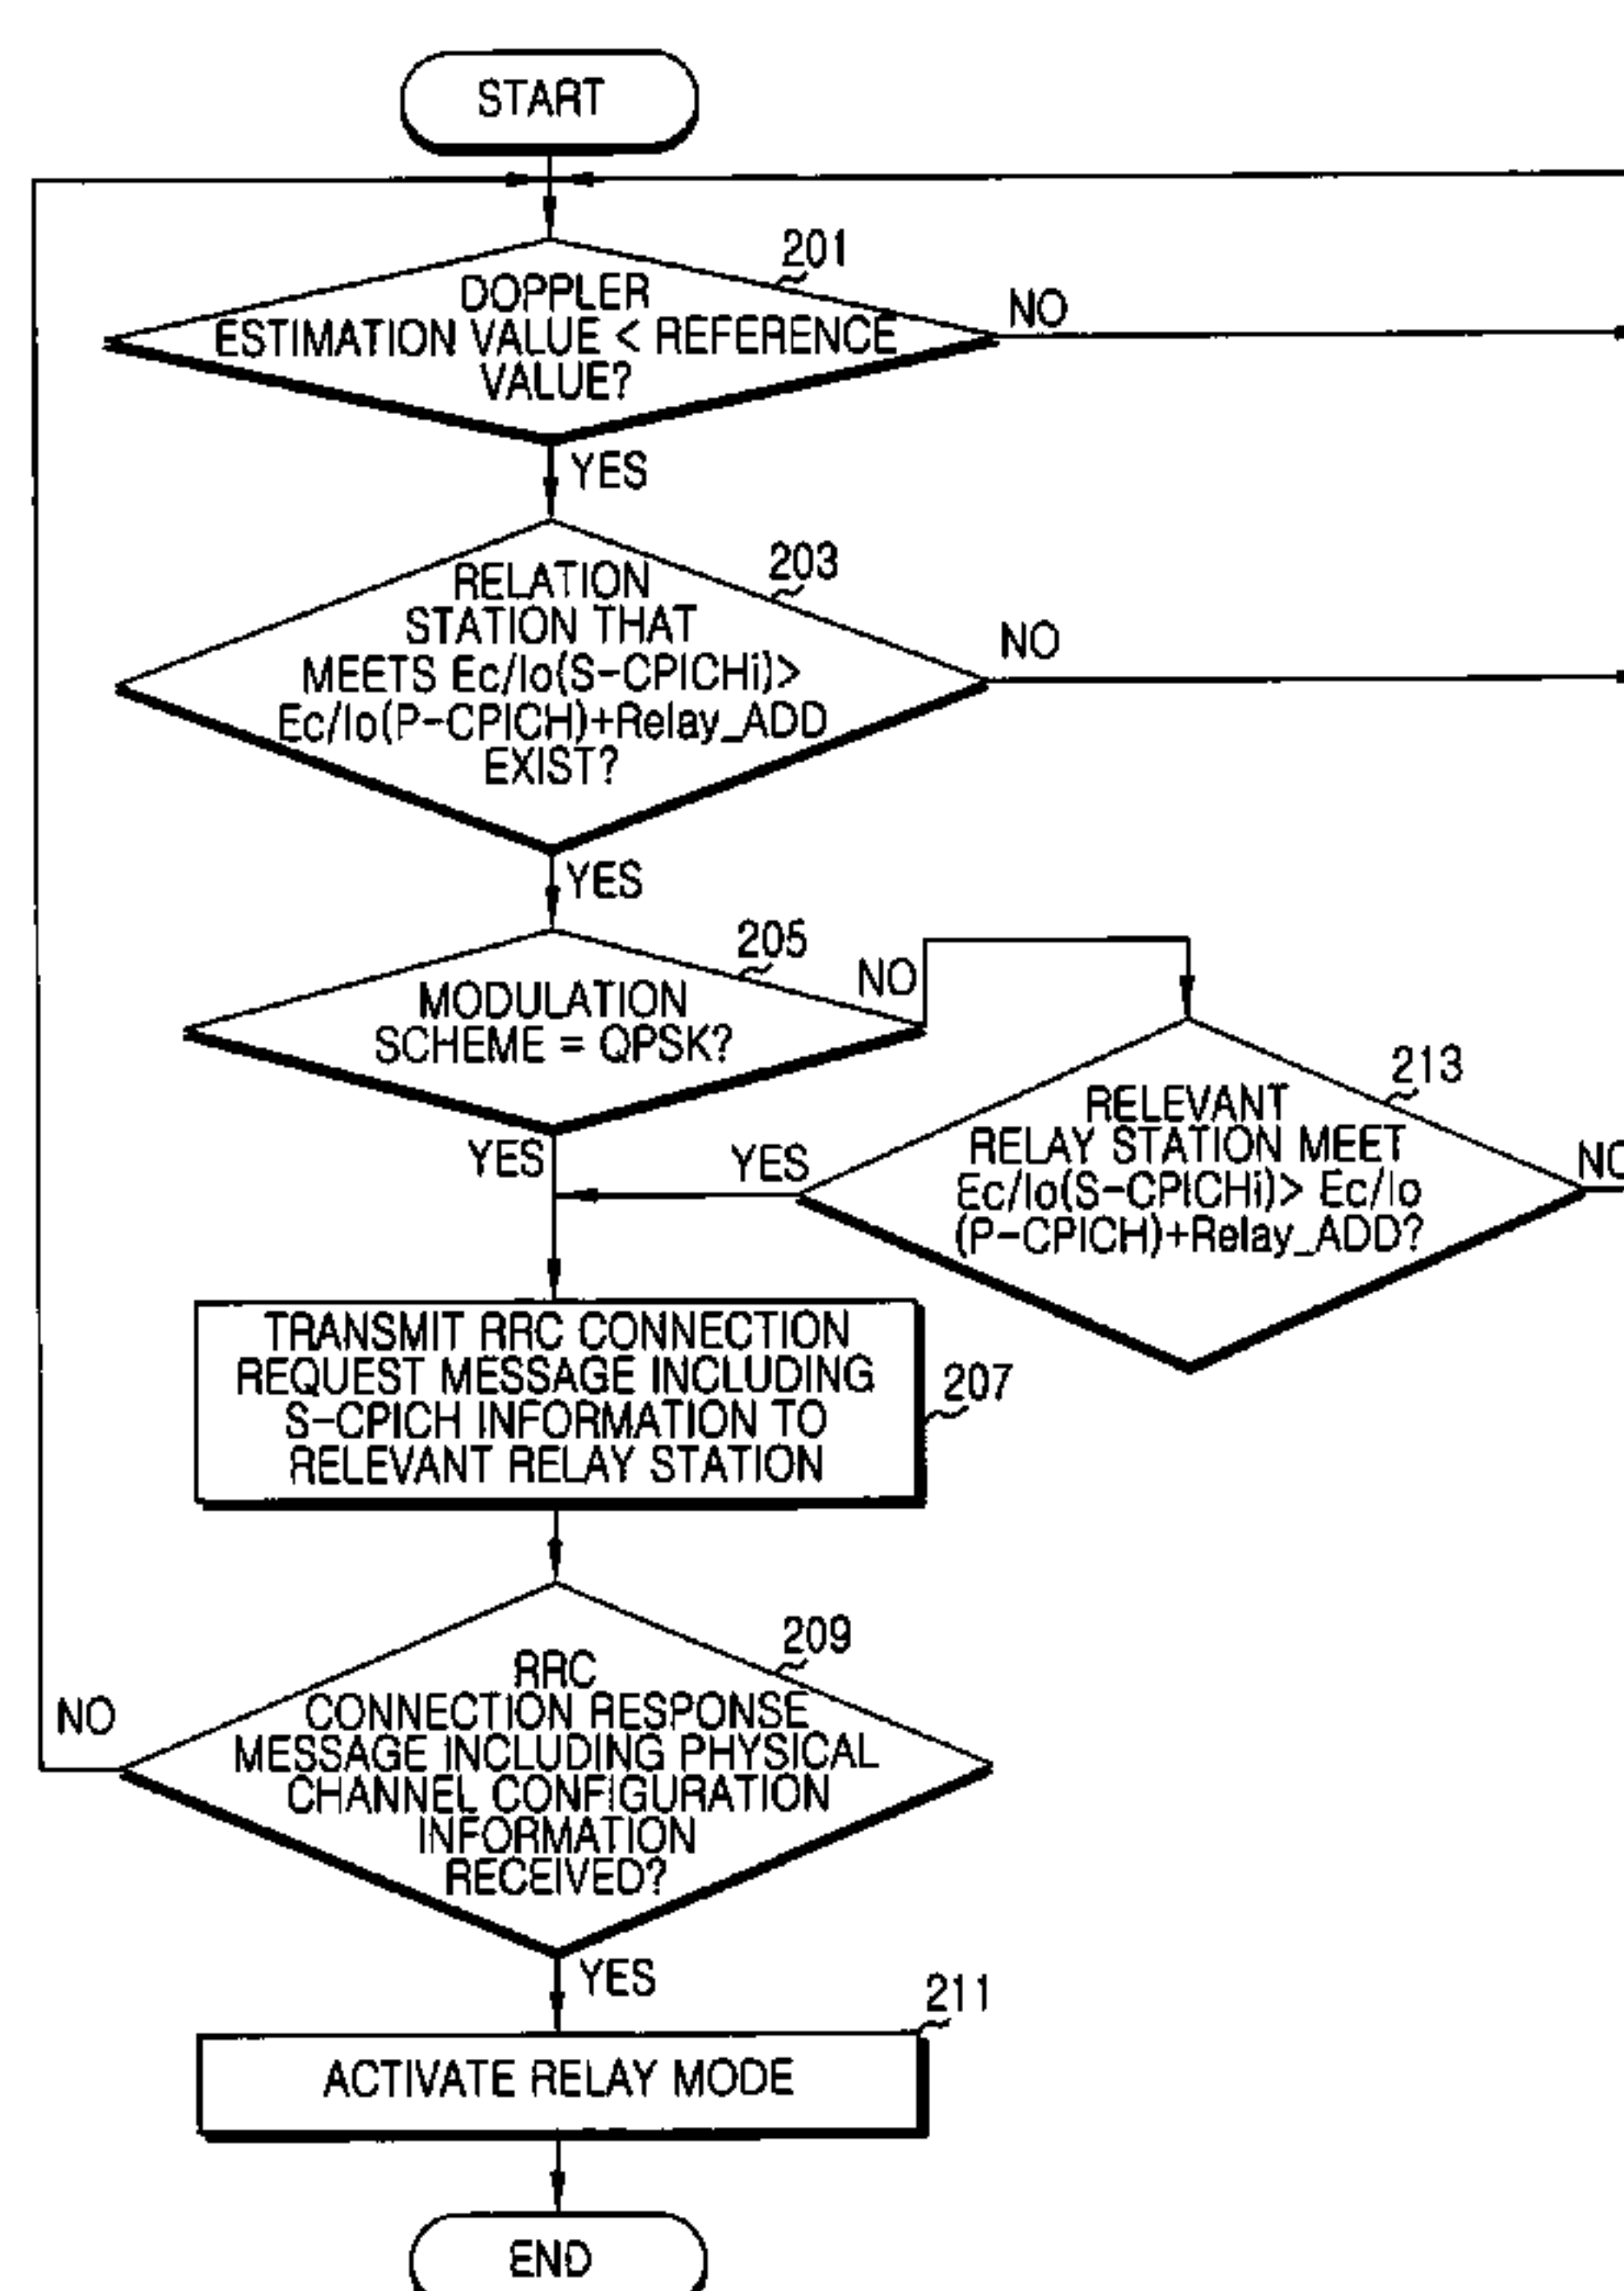 START
201
DOPPLER
ESTIMATION VALUE < REFERENCE
VALUE?
NO
YES
203
RELATION
STATION THAT
MEETS Ec/Io(S-CPICHi)>
Ec/Io(P-CPICH)+Relay_ADD
EXIST?
NO
YES
205
MODULATION
SCHEME = QPSK?
NO
YES
213
RELEVANT
RELAY STATION MEET
Ec/Io(S-CPICHi)> Ec/Io
(P-CPICH)+Relay_ADD?
YES
NO
TRANSMIT RRC CONNECTION
REQUEST MESSAGE INCLUDING
S-CPICH INFORMATION TO
RELEVANT RELAY STATION
207
209
RRC
CONNECTION RESPONSE
MESSAGE INCLUDING PHYSICAL
CHANNEL CONFIGURATION
INFORMATION
RECEIVED?
NO
YES
211
ACTIVATE RELAY MODE
END